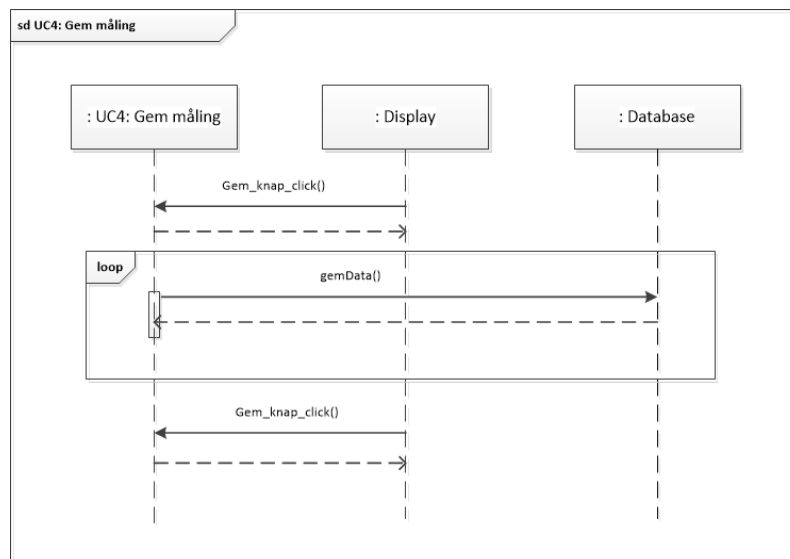 sd UC4: Gem måling
: UC4: Gem måling
: Display
: Database
Gem_knap_click()
loop
gemData()
Gem_knap_click()